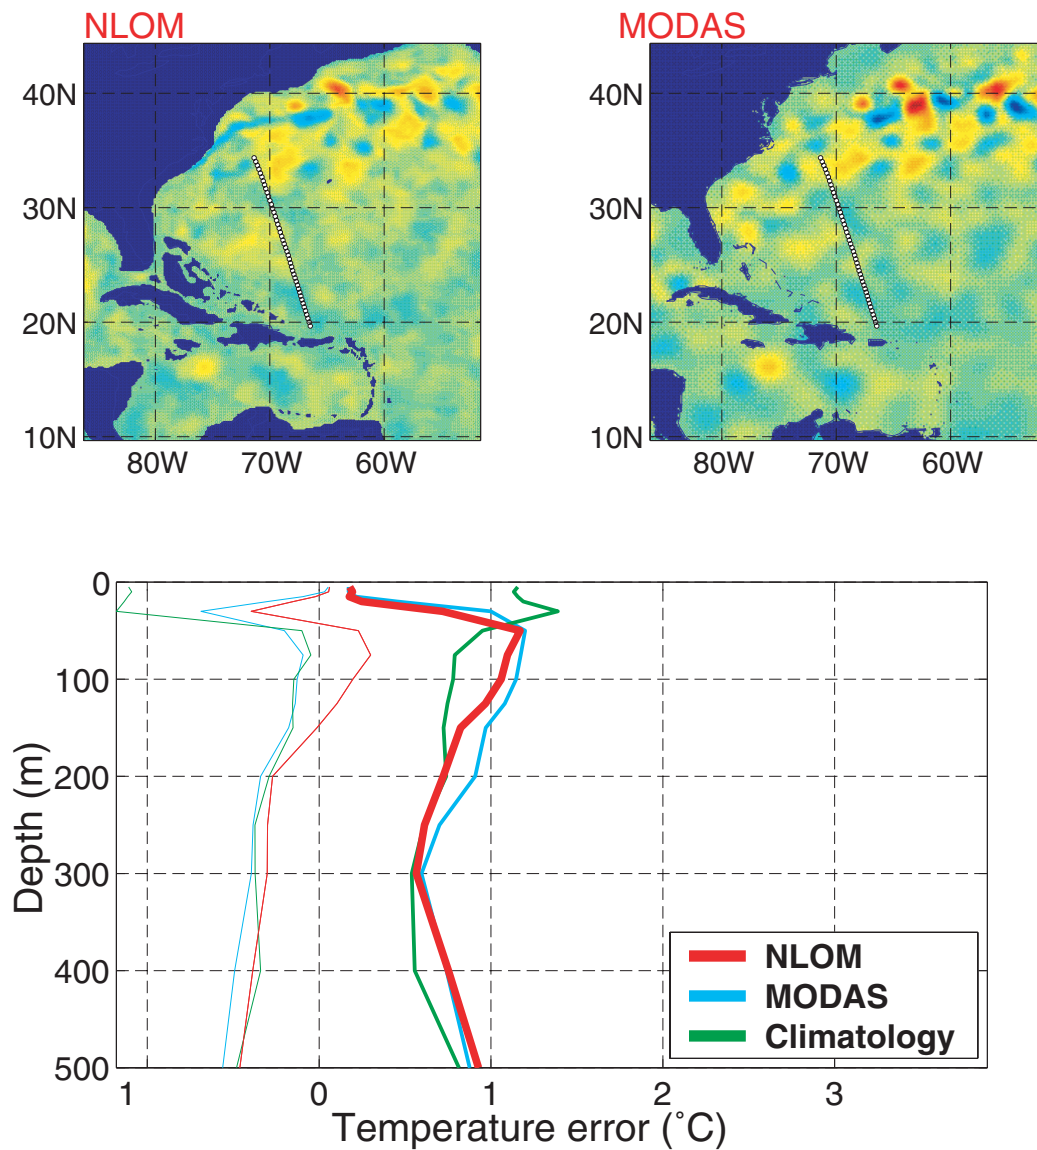 NLOM
MODAS
40N
30N
20N
10N
80W 70W 60W
40N
30N
20N
10N
80W 70W 60W
0
100
200
300
400
500
Depth (m)
1 0 1 2 3
Temperature error (˚C)
NLOM
MODAS
Climatology